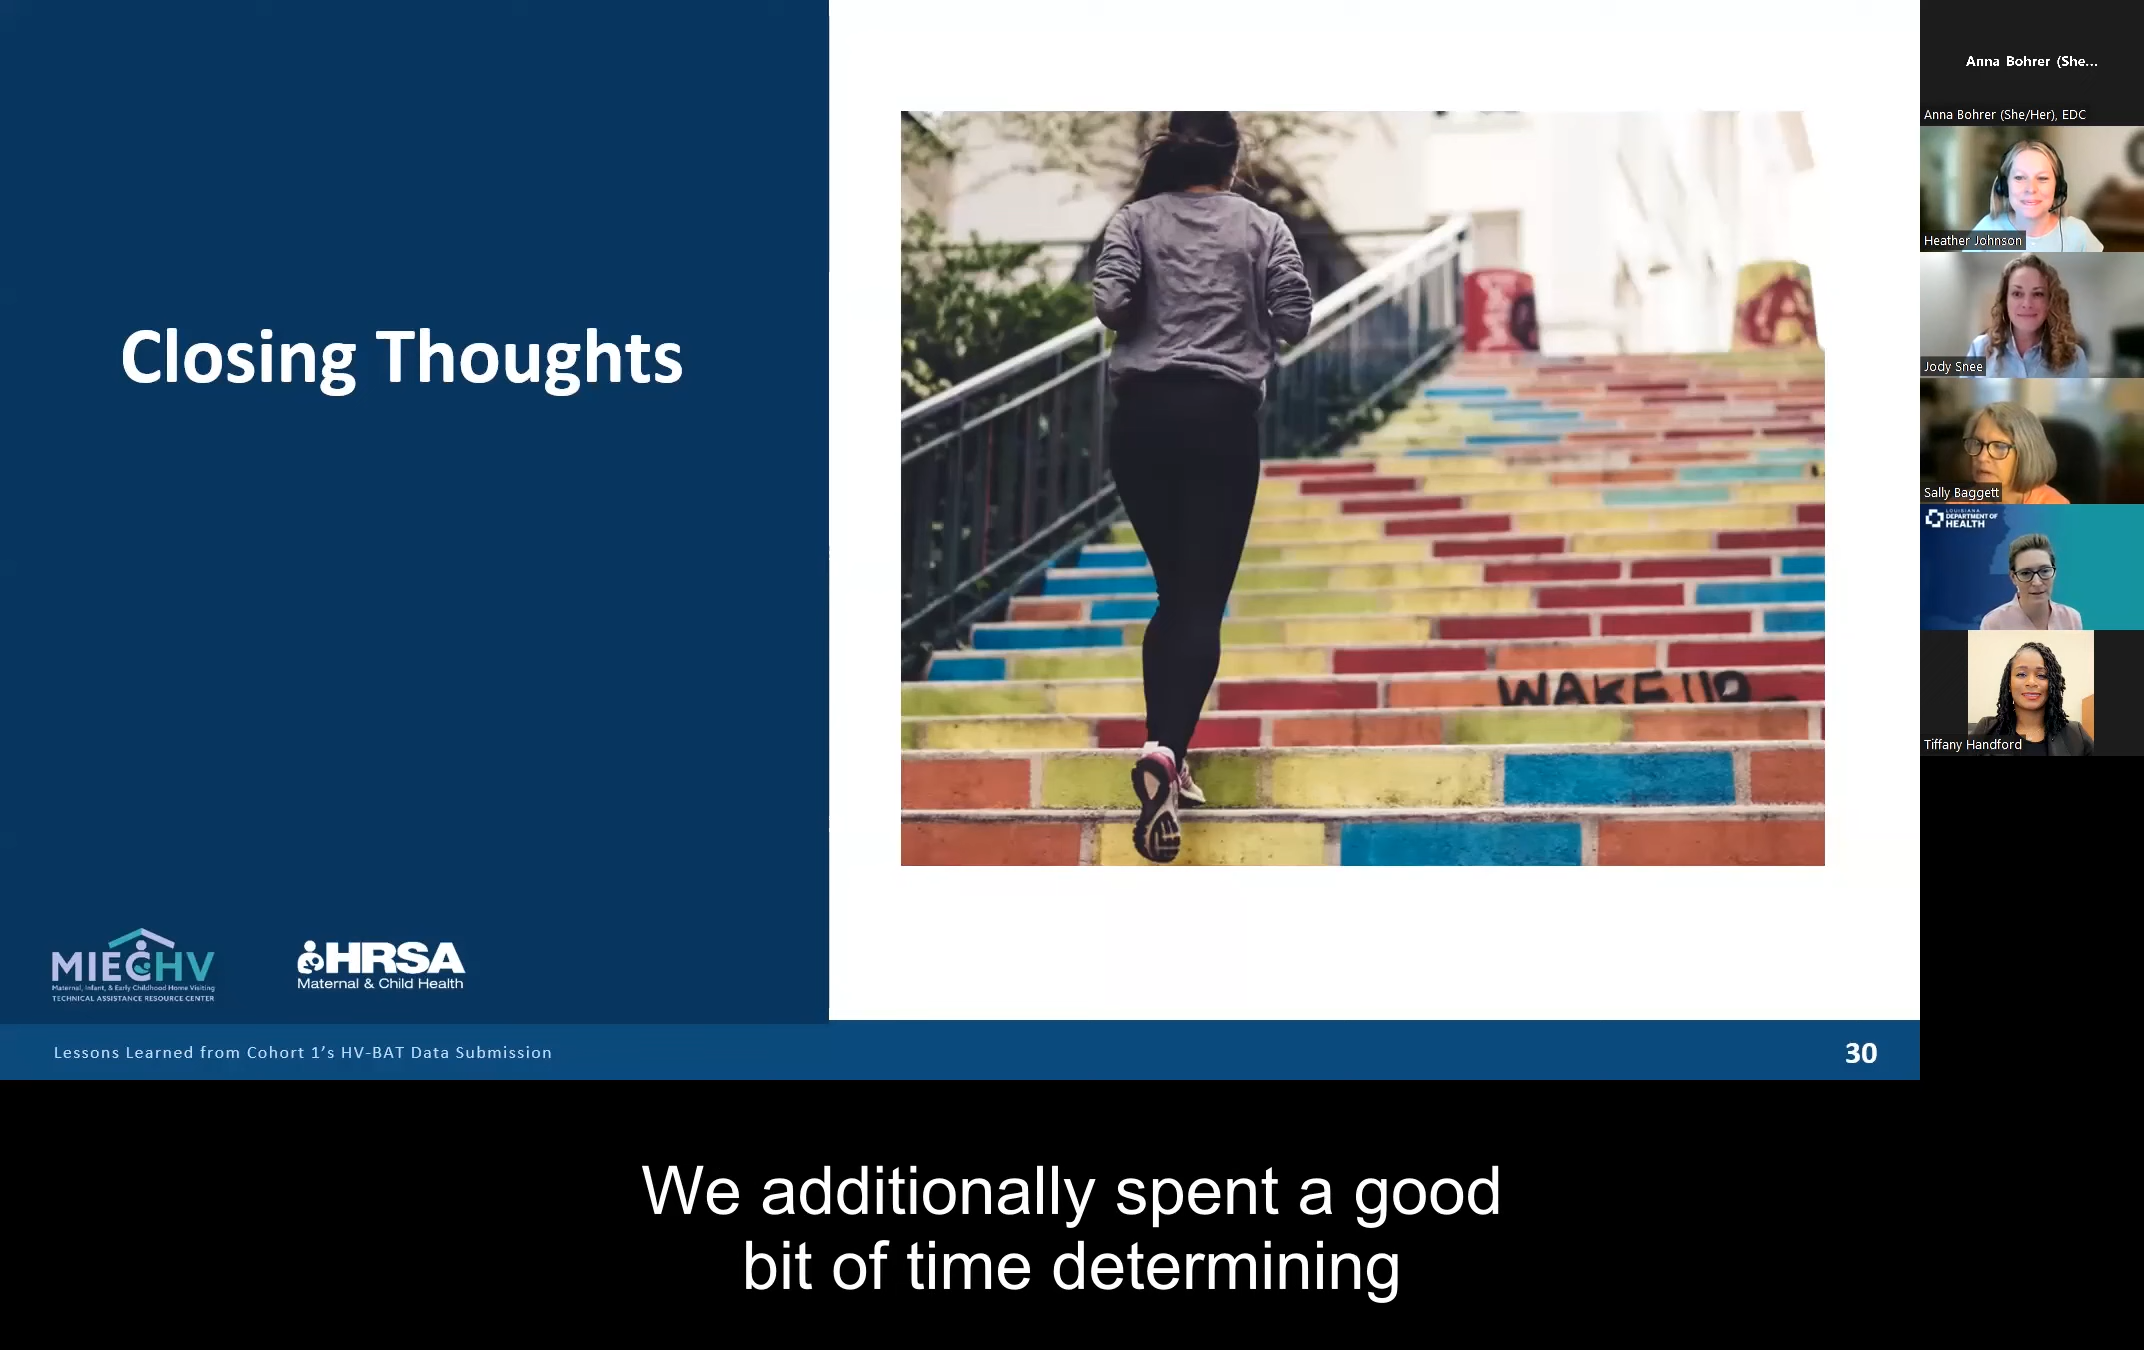 Closing Thoughts
WAKE UP
MIECHV
Maternal, Infant, & Early Childhood Home Visiting
TECHNICAL ASSISTANCE RESOURCE CENTER
HRSA
Maternal & Child Health
Lessons Learned from Cohort 1’s HV-BAT Data Submission
30
Anna Bohrer (She...
Anna Bohrer (She/Her), EDC
Heather Johnson
Jody Snee
Sally Baggett
LOUISIANA
DEPARTMENT OF
HEALTH
Tiffany Handford
We additionally spent a good
bit of time determining